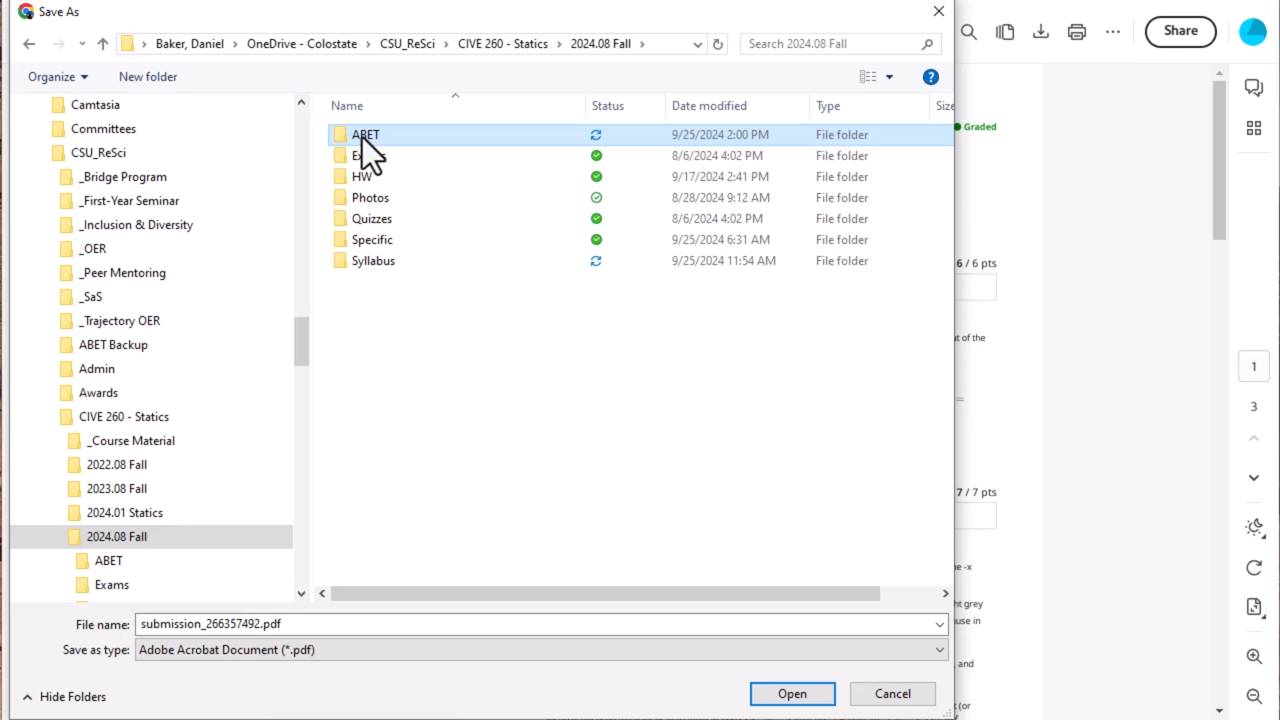 Save As
Baker, Daniel
OneDrive - Colostate
CSU_ReSci
CIVE 260 - Statics
2024.08 Fall
Search 2024.08 Fall
Share
Organize
New folder
?
Camtasia
Committees
CSU_ReSci
_Bridge Program
_First-Year Seminar
_Inclusion & Diversity
_OER
_Peer Mentoring
_SaS
_Trajectory OER
ABET Backup
Admin
Awards
CIVE 260 - Statics
_Course Material
2022.08 Fall
2023.08 Fall
2024.01 Statics
2024.08 Fall
ABET
Exams
Name Status Date modified Type
ABET 9/25/2024 2:00 PM File folder
8/6/2024 4:02 PM File folder
HW 9/17/2024 2:41 PM File folder
Photos 8/28/2024 9:12 AM File folder
Quizzes 8/6/2024 4:02 PM File folder
Specific 9/25/2024 6:31 AM File folder
Syllabus 9/25/2024 11:54 AM File folder
Graded
6 / 6 pts
of the
=
7 / 7 pts
-x
grey
in
, and
(or
1
3
File name: submission_266357492.pdf
Save as type: Adobe Acrobat Document (*.pdf)
Hide Folders
Open
Cancel